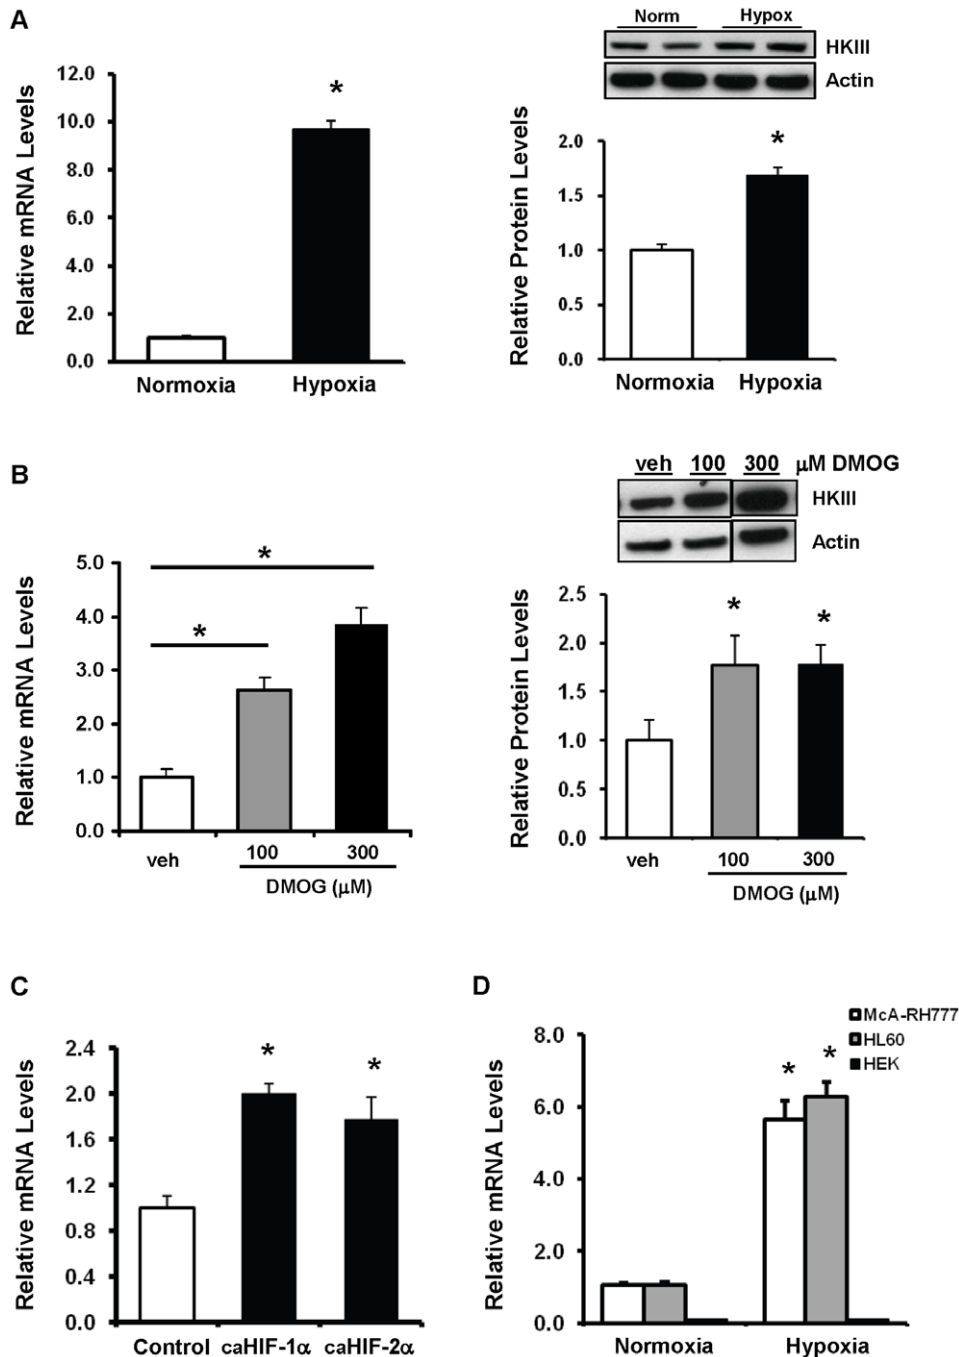 A
Norm Hypox
HKIII
Actin
Relative mRNA Levels
12.0
10.0
8.0
6.0
4.0
2.0
0.0
*
Normoxia Hypoxia
Relative Protein Levels
2.0
1.5
1.0
0.5
0.0
*
Normoxia Hypoxia
B
veh 100 300 μM DMOG
HKIII
Actin
Relative mRNA Levels
5.0
4.0
3.0
2.0
1.0
0.0
*
*
veh 100 300
DMOG (μM)
Relative Protein Levels
2.5
2.0
1.5
1.0
0.5
0.0
* *
veh 100 300
DMOG (μM)
C
Relative mRNA Levels
2.4
2.0
1.6
1.2
0.8
0.4
0.0
* *
Control caHIF-1α caHIF-2α
D
McA-RH777
HL60
HEK
Relative mRNA Levels
8.0
6.0
4.0
2.0
0.0
* *
Normoxia Hypoxia